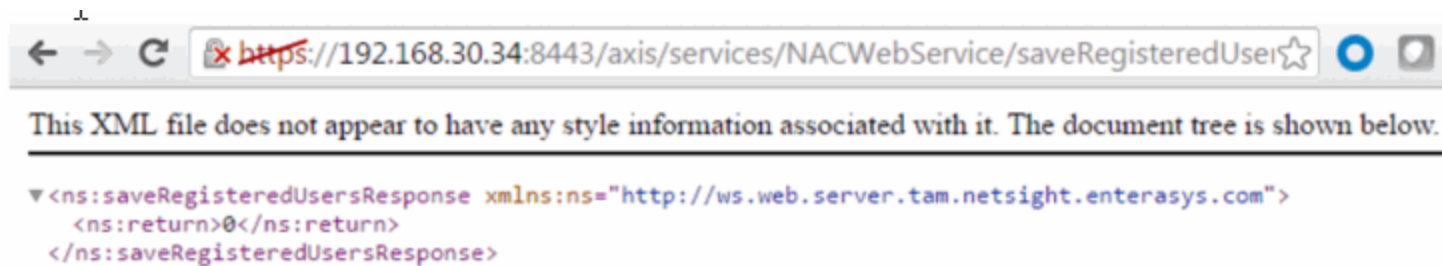 https://192.168.30.34:8443/axis/services/NACWebService/saveRegisteredUser
This XML file does not appear to have any style information associated with it. The document tree is shown below.
▼<ns:saveRegisteredUsersResponse xmlns:ns="http://ws.web.server.tam.netsight.enterasys.com">
<ns:return>0</ns:return>
</ns:saveRegisteredUsersResponse>